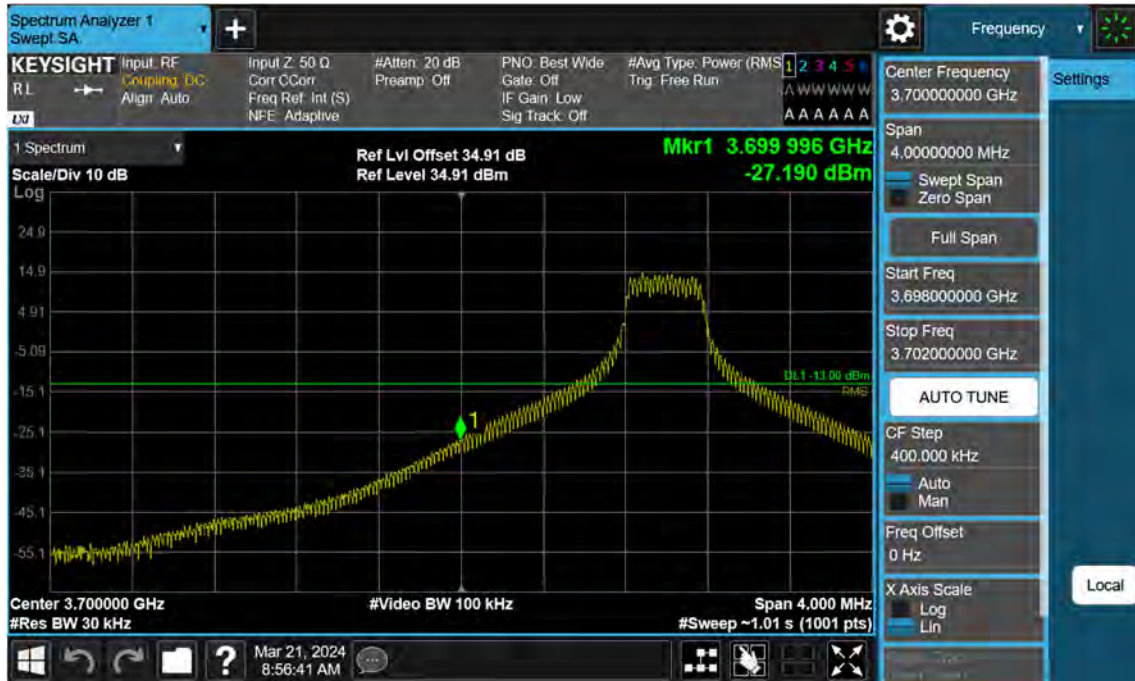 Spectrum Analyzer 1
Swept SA
+
Frequency
KEYSIGHT
Input: RF
Input Z: 50 Ω
#Atten: 20 dB
PNO: Best Wide
#Avg Type: Power (RMS
1 2 3 4 5 6
RL
Coupling: DC
Corr CCorr
Preamp: Off
Gate: Off
Trig: Free Run
A W W W W W
Align: Auto
Freq Ref: Int (S)
IF Gain: Low
LXI
NFE: Adaptive
Sig Track: Off
A A A A A A
1 Spectrum
Ref Lvl Offset 34.91 dB
Mkr1 3.699 996 GHz
Scale/Div 10 dB
Ref Level 34.91 dBm
-27.190 dBm
Log
24.9
14.9
4.91
-5.09
-15.1
-25.1
-35.1
-45.1
-55.1
1
DL1 -13.00 dBm
RMS
Center 3.700000 GHz
#Video BW 100 kHz
Span 4.000 MHz
#Res BW 30 kHz
#Sweep ~1.01 s (1001 pts)
?
Mar 21, 2024
8:56:41 AM
Center Frequency
3.700000000 GHz
Settings
Span
4.00000000 MHz
Swept Span
Zero Span
Full Span
Start Freq
3.698000000 GHz
Stop Freq
3.702000000 GHz
AUTO TUNE
CF Step
400.000 kHz
Auto
Man
Freq Offset
0 Hz
X Axis Scale
Log
Lin
Local